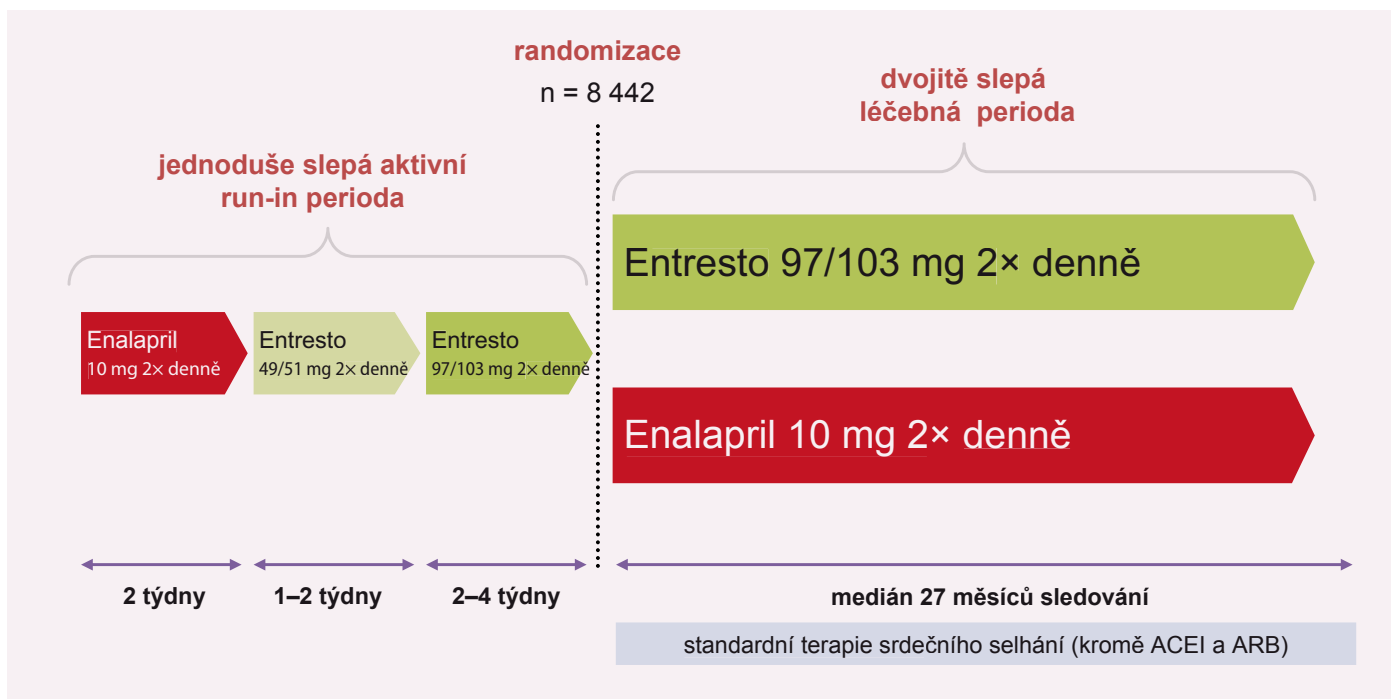 randomizace
n = 8 442
dvojitě slepá
léčebná perioda
jednoduše slepá aktivní
run-in perioda
Entresto 97/103 mg 2× denně
Enalapril
10 mg 2× denně
Entresto
49/51 mg 2× denně
Entresto
97/103 mg 2× denně
Enalapril 10 mg 2× denně
2 týdny
1–2 týdny
2–4 týdny
medián 27 měsíců sledování
standardní terapie srdečního selhání (kromě ACEI a ARB)